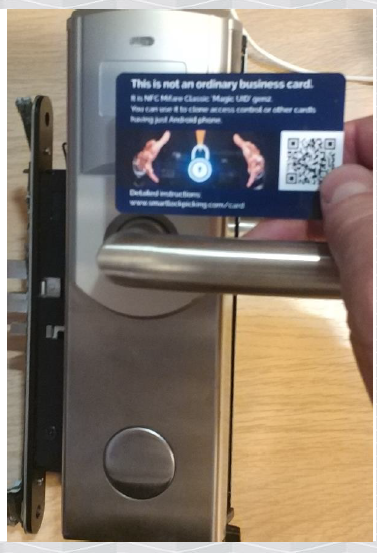 This is not an ordinary business card.
It is NFC Mifare Classic 'Magic UID' gen2.
You can use it to clone access control or other cards
having just Android phone.
Detailed instructions:
www.smartlockpicking.com/card